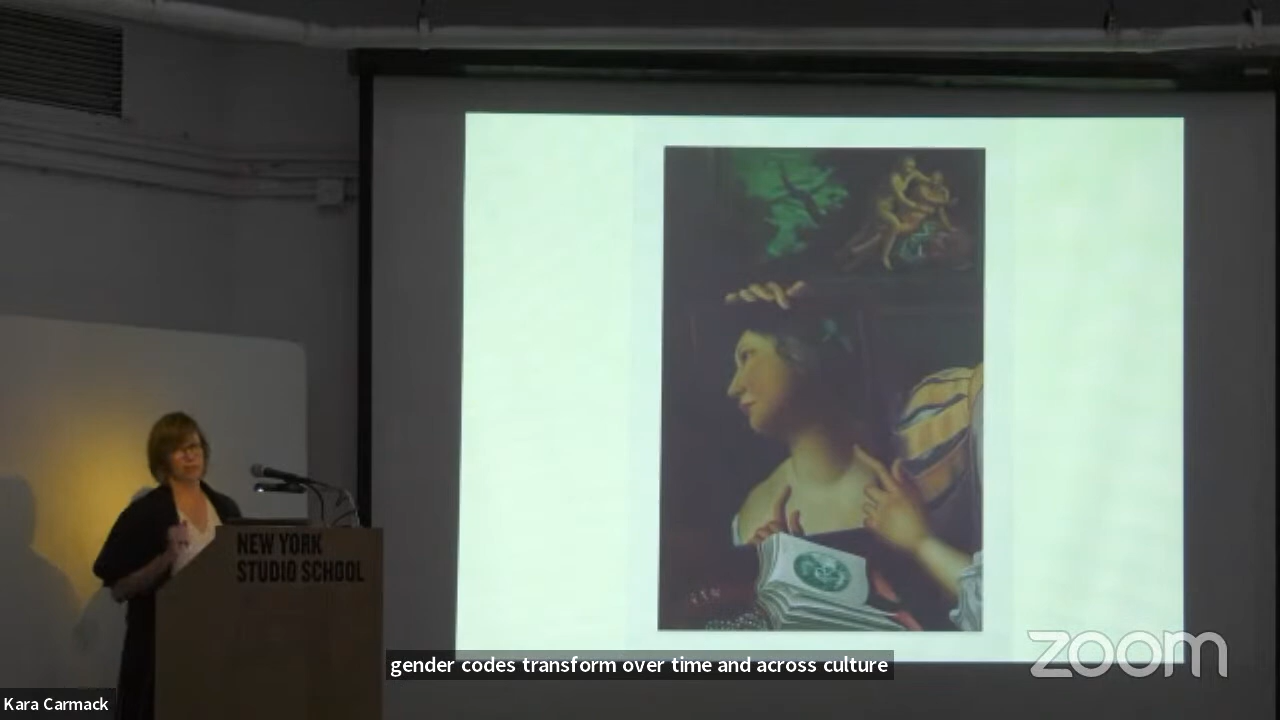 NEW YORK
STUDIO SCHOOL
gender codes transform over time and across culture
zoom
Kara Carmack